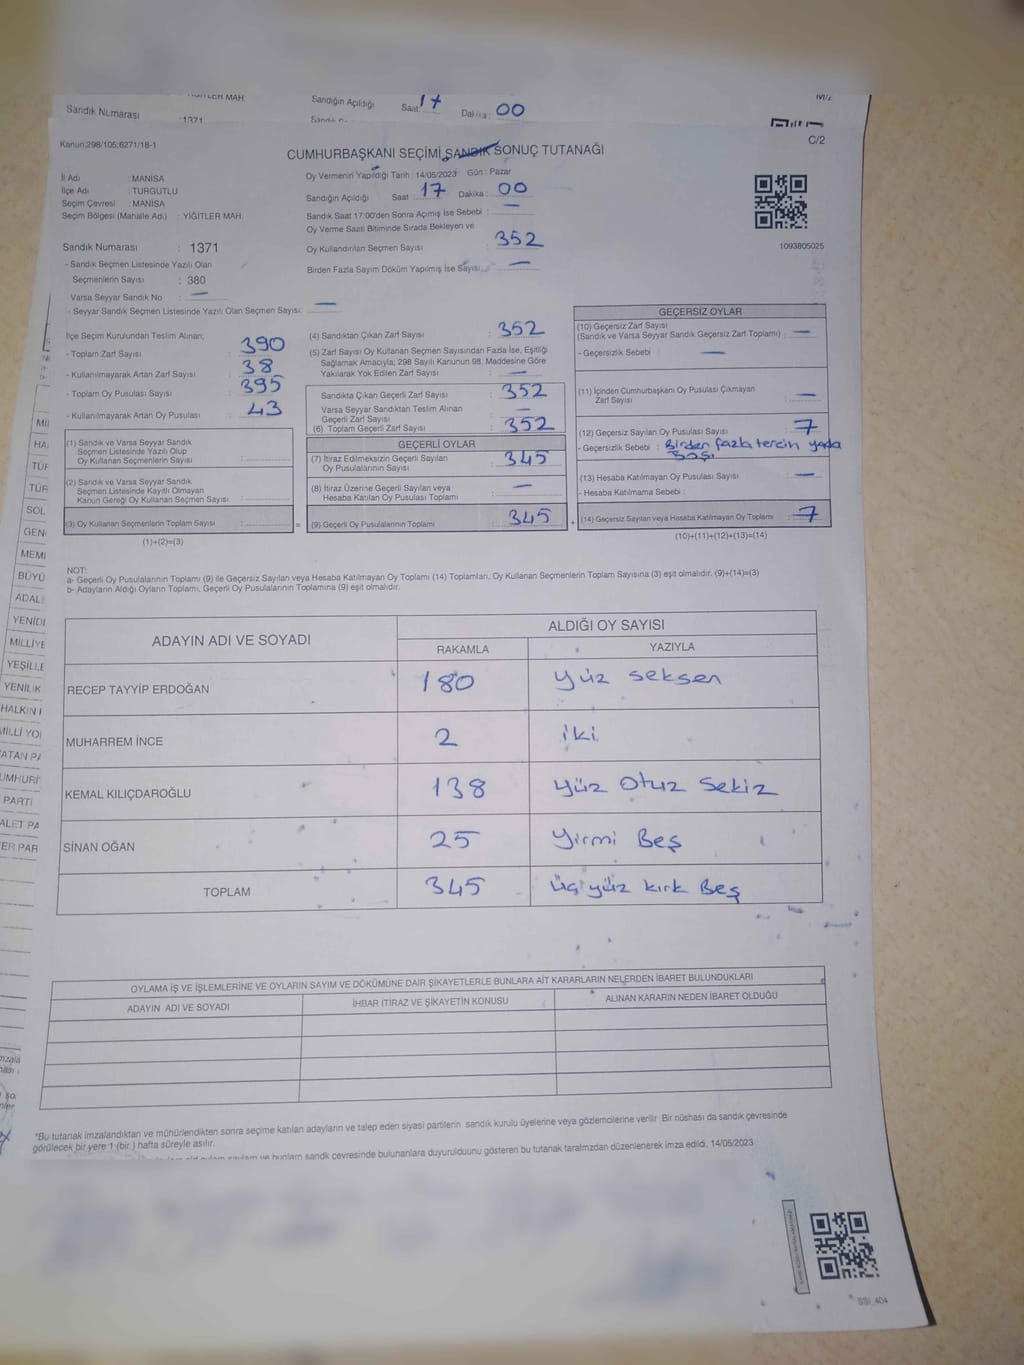 Sandık Numarası
1371
Sandığın Açıldığı Saat: 17 Dakika: 00
C/2
Kanun:298/105;6271/18-1
CUMHURBAŞKANI SEÇİMİ SANDIK SONUÇ TUTANAĞI
İl Adı : MANİSA
İlçe Adı : TURGUTLU
Seçim Çevresi : MANİSA
Seçim Bölgesi (Mahalle Adı) : YİĞİTLER MAH.
Oy Vermenin Yapıldığı Tarih : 14/05/2023 Gün : Pazar
Sandığın Açıldığı Saat : 17 Dakika : 00
Sandık Saat 17:00'den Sonra Açılmış İse Sebebi : —
Oy Verme Saati Bitiminde Sırada Bekleyen ve
Oy Kullandırılan Seçmen Sayısı : 352
Birden Fazla Sayım Döküm Yapılmış İse Sayısı : —
1093805025
Sandık Numarası : 1371
- Sandık Seçmen Listesinde Yazılı Olan
Seçmenlerin Sayısı : 380
Varsa Seyyar Sandık No : —
- Seyyar Sandık Seçmen Listesinde Yazılı Olan Seçmen Sayısı: —
İlçe Seçim Kurulundan Teslim Alınan;
- Toplam Zarf Sayısı : 390
- Kullanılmayarak Artan Zarf Sayısı : 38
- Toplam Oy Pusulası Sayısı : 395
- Kullanılmayarak Artan Oy Pusulası : 43
(1) Sandık ve Varsa Seyyar Sandık
Seçmen Listesinde Yazılı Olup
Oy Kullanan Seçmenlerin Sayısı :
(2) Sandık ve Varsa Seyyar Sandık
Seçmen Listesinde Kayıtlı Olmayan
Kanun Gereği Oy Kullanan Seçmen Sayısı :
(3) Oy Kullanan Seçmenlerin Toplam Sayısı :
(1)+(2)=(3)
(4) Sandıktan Çıkan Zarf Sayısı : 352
(5) Zarf Sayısı Oy Kullanan Seçmen Sayısından Fazla İse, Eşitliği
Sağlamak Amacıyla; 298 Sayılı Kanunun 98. Maddesine Göre
Yakılarak Yok Edilen Zarf Sayısı : —
Sandıkta Çıkan Geçerli Zarf Sayısı : 352
Varsa Seyyar Sandıktan Teslim Alınan
Geçerli Zarf Sayısı : —
(6) Toplam Geçerli Zarf Sayısı : 352
GEÇERLİ OYLAR
(7) İtiraz Edilmeksizin Geçerli Sayılan
Oy Pusulalarının Sayısı : 345
(8) İtiraz Üzerine Geçerli Sayılan veya
Hesaba Katılan Oy Pusulası Toplamı : —
(9) Geçerli Oy Pusulalarının Toplamı : 345
GEÇERSİZ OYLAR
(10) Geçersiz Zarf Sayısı
(Sandık ve Varsa Seyyar Sandık Geçersiz Zarf Toplamı) : —
- Geçersizlik Sebebi : —
(11) İçinden Cumhurbaşkanı Oy Pusulası Çıkmayan
Zarf Sayısı : —
(12) Geçersiz Sayılan Oy Pusulası Sayısı : 7
- Geçersizlik Sebebi : Birden fazla tercih yada
Boş
(13) Hesaba Katılmayan Oy Pusulası Sayısı : —
- Hesaba Katılmama Sebebi :
(14) Geçersiz Sayılan veya Hesaba Katılmayan Oy Toplamı : 7
(10)+(11)+(12)+(13)=(14)
NOT:
a- Geçerli Oy Pusulalarının Toplamı (9) ile Geçersiz Sayılan veya Hesaba Katılmayan Oy Toplamı (14) Toplamları, Oy Kullanan Seçmenlerin Toplam Sayısına (3) eşit olmalıdır. (9)+(14)=(3)
b- Adayların Aldığı Oyların Toplamı, Geçerli Oy Pusulalarının Toplamına (9) eşit olmalıdır.
ADAYIN ADI VE SOYADI
ALDIĞI OY SAYISI
RAKAMLA YAZIYLA
RECEP TAYYİP ERDOĞAN 180 yüz seksen
MUHARREM İNCE 2 iki
KEMAL KILIÇDAROĞLU 138 yüz otuz sekiz
SİNAN OĞAN 25 yirmi Beş
TOPLAM 345 üç yüz kırk Beş
OYLAMA İŞ VE İŞLEMLERİNE VE OYLARIN SAYIM VE DÖKÜMÜNE DAİR ŞİKAYETLERLE BUNLARA AİT KARARLARIN NELERDEN İBARET BULUNDUKLARI
ADAYIN ADI VE SOYADI İHBAR İTİRAZ VE ŞİKAYETİN KONUSU ALINAN KARARIN NEDEN İBARET OLDUĞU
*Bu tutanak imzalandıktan ve mühürlendikten sonra seçime katılan adayların ve talep eden siyasi partilerin sandık kurulu üyelerine veya gözlemcilerine verilir. Bir nüshası da sandık çevresinde
görülecek bir yere 1 (bir ) hafta süreyle asılır.
ve bunların sandık çevresinde bulunanlara duyurulduunu gösteren bu tutanak tarafımızdan düzenlenerek imza edildi. 14/05/2023
SSI_404